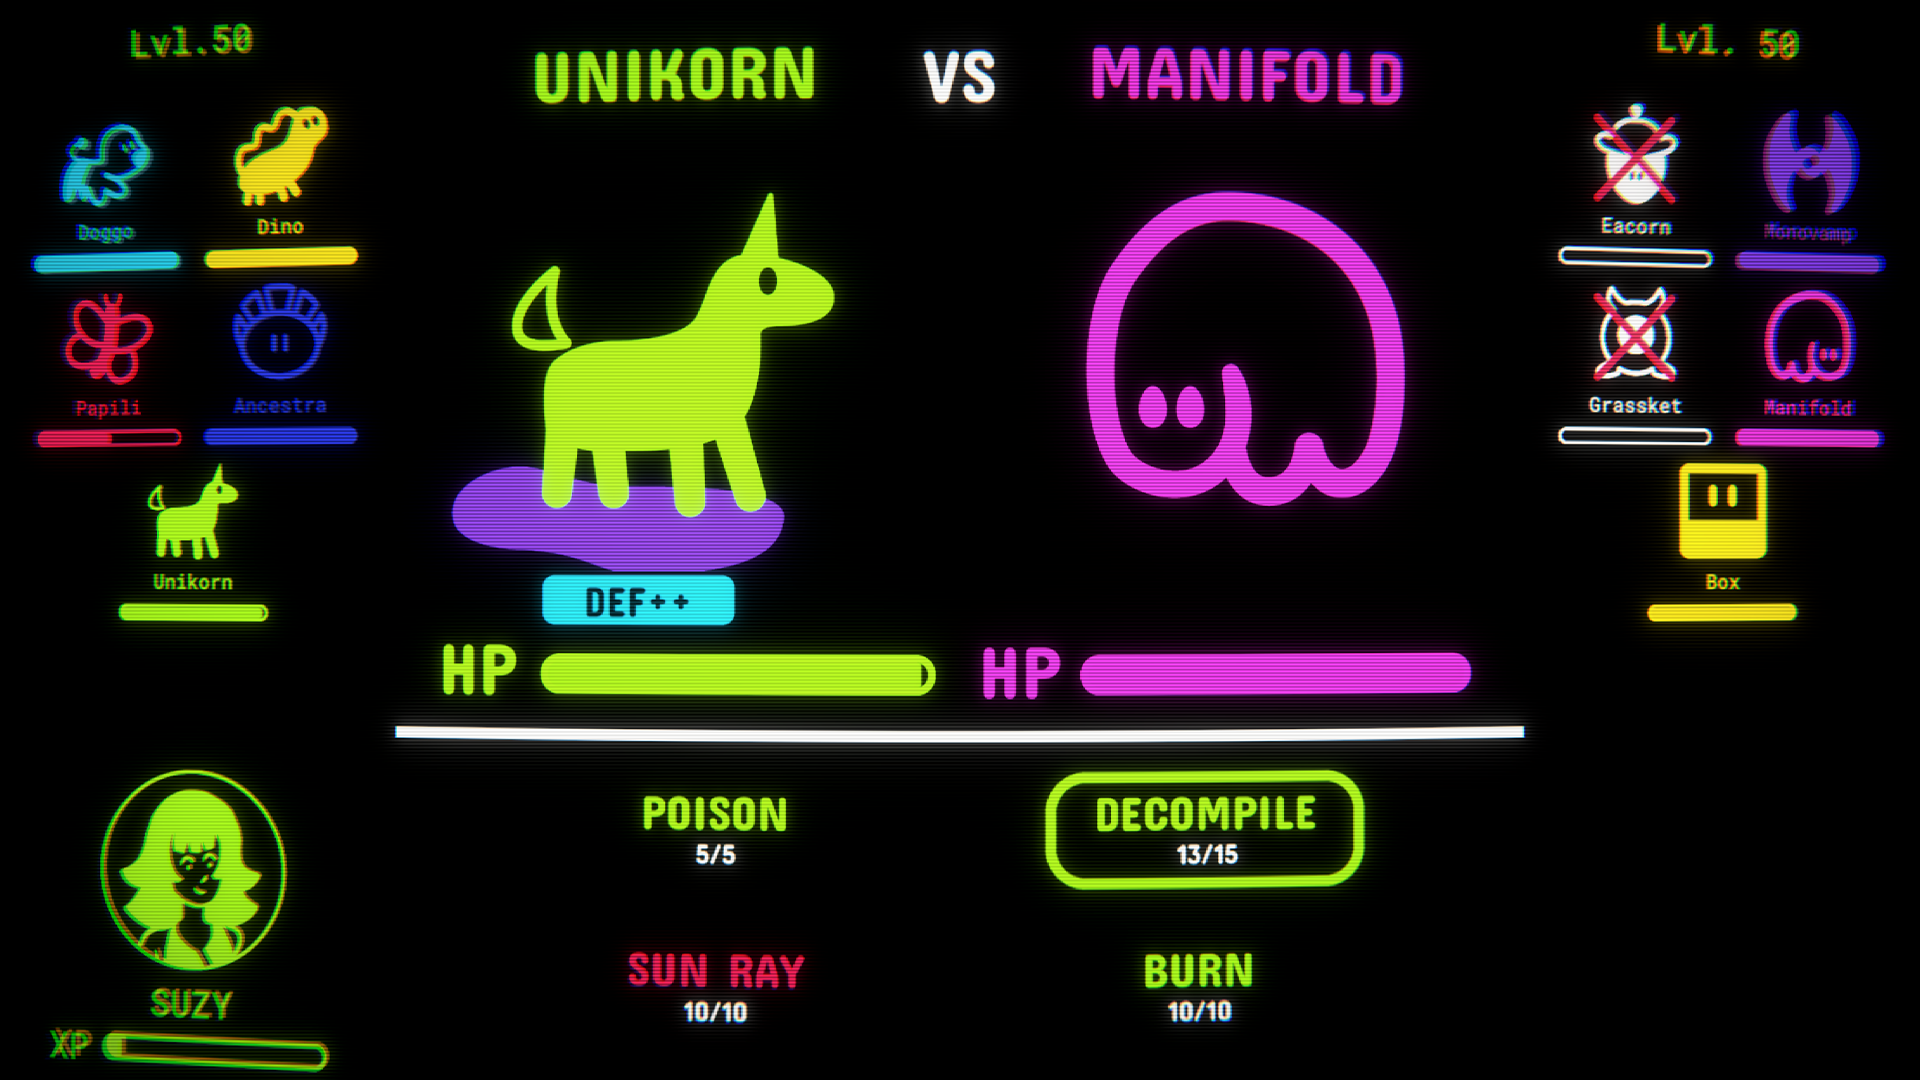 Lvl.50
UNIKORN VS MANIFOLD
Lvl. 50
Doggo
Dino
Eacorn
Monovamp
Papili
Ancestra
Grassket
Manifold
Unikorn
Box
DEF++
HP
HP
POISON
5/5
DECOMPILE
13/15
SUN RAY
10/10
BURN
10/10
SUZY
XP